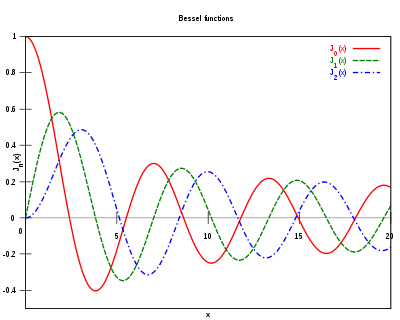 Bessel functions
J0(x)
J1(x)
J2(x)
1
0.8
0.6
0.4
0.2
0
-0.2
-0.4
Jn(x)
0
5
10
15
20
x